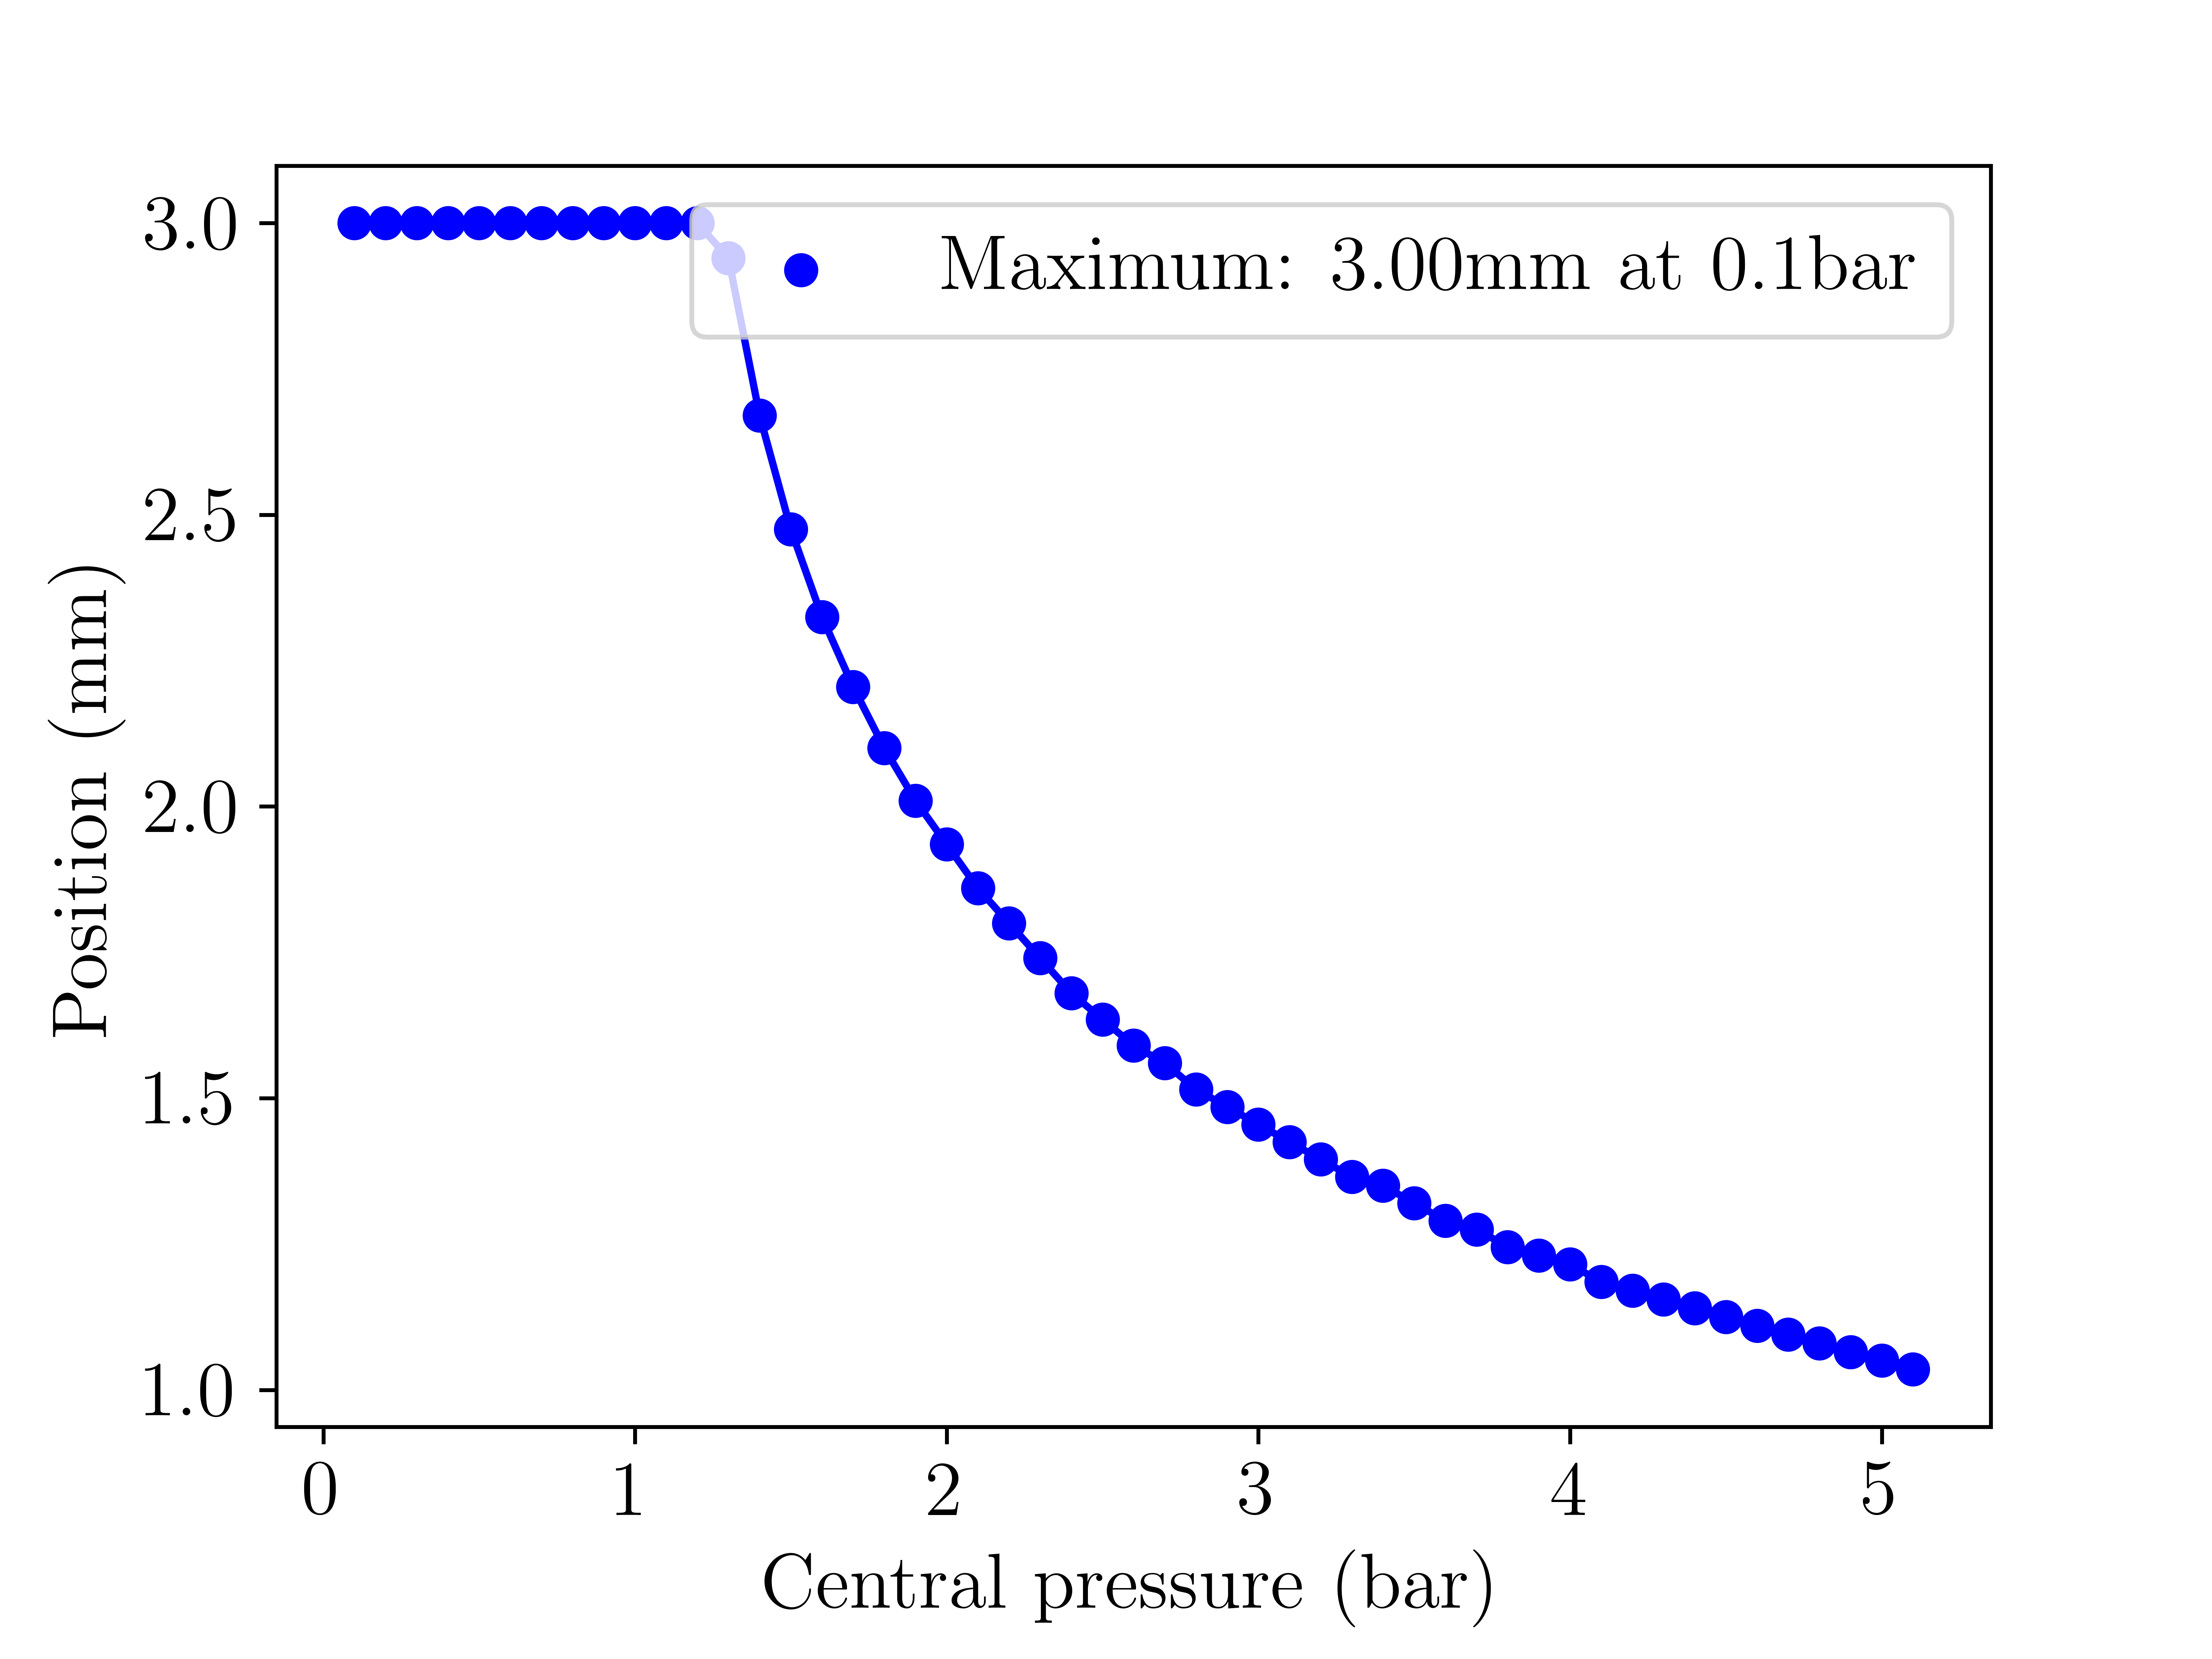 Maximum: 3.00mm at 0.1bar
3.0
2.5
2.0
1.5
1.0
Position (mm)
0 1 2 3 4 5
Central pressure (bar)